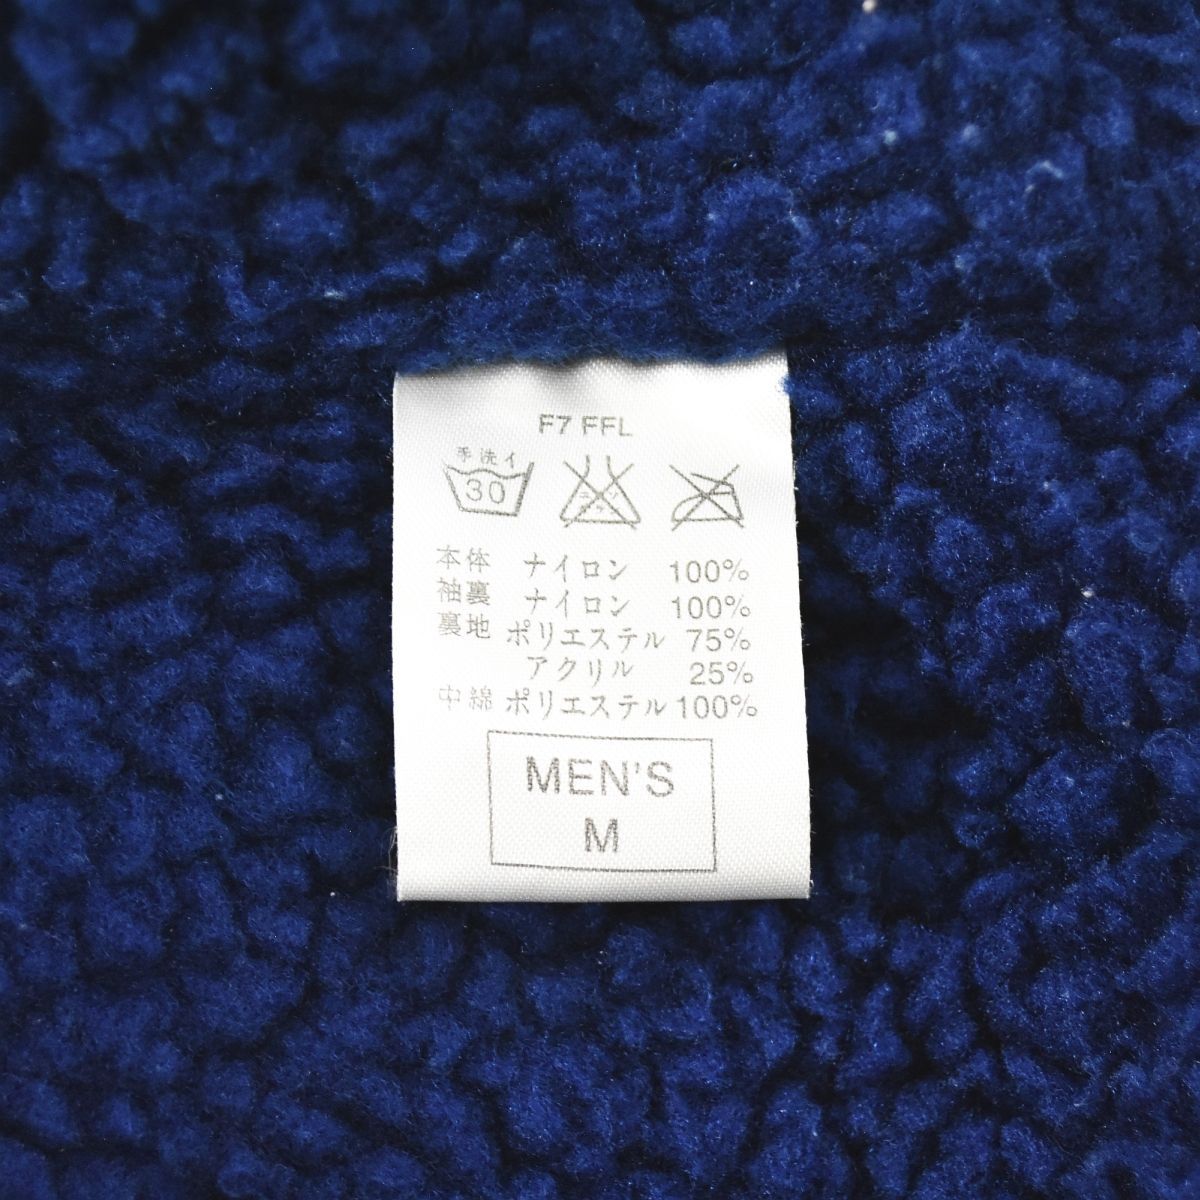 F7 FFL
手洗イ
30
本体 ナイロン 100%
袖裏 ナイロン 100%
裏地 ポリエステル 75%
アクリル 25%
中綿 ポリエステル 100%
MEN'S
M